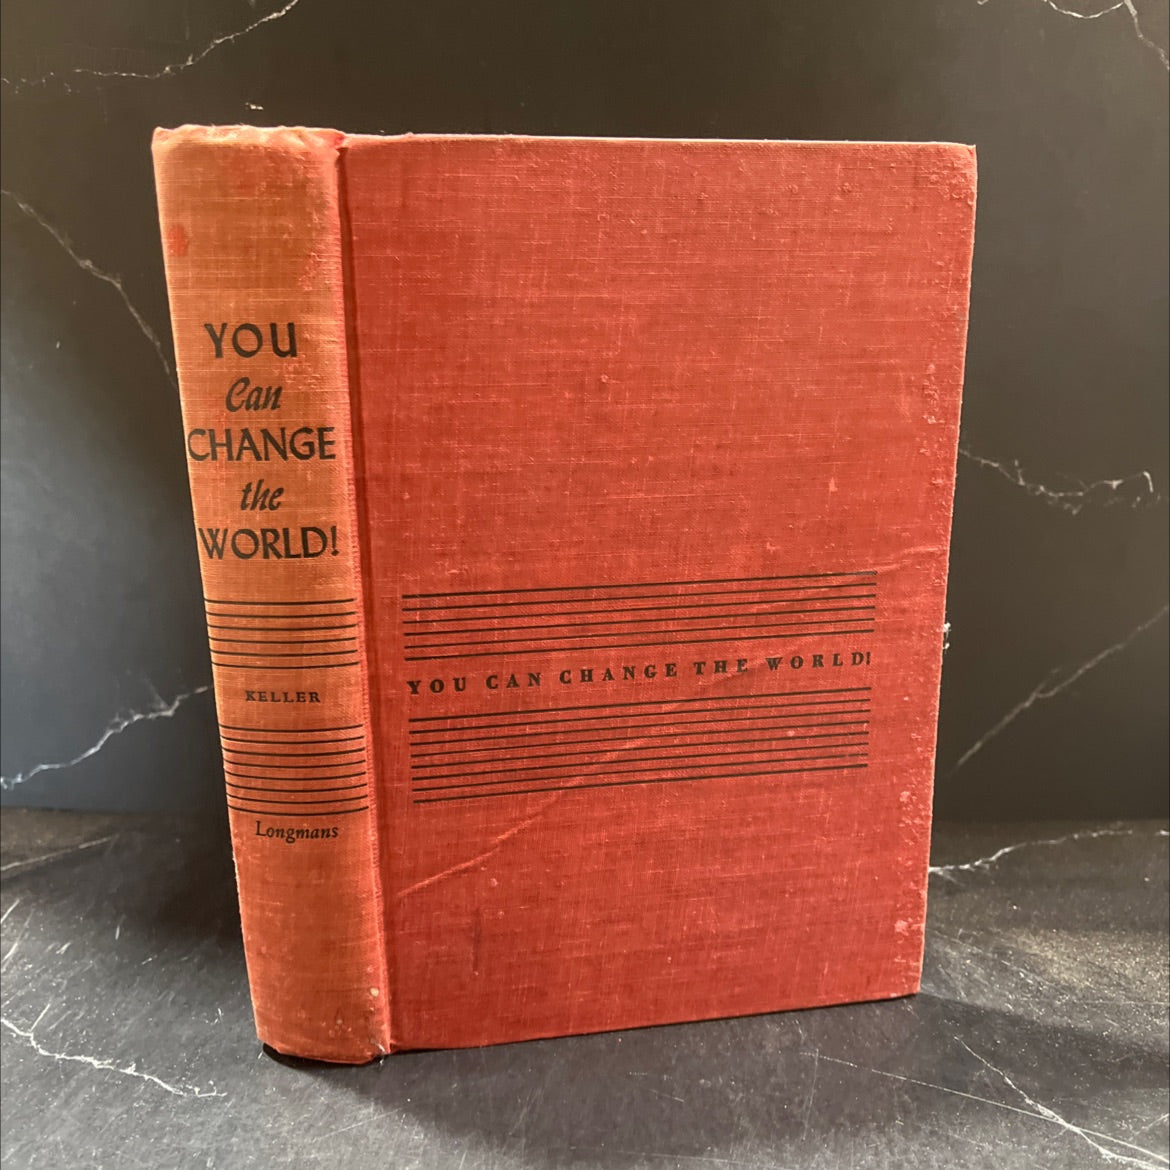 YOU
Can
CHANGE
the
WORLD!
KELLER
Longmans
YOU CAN CHANGE THE WORLD!